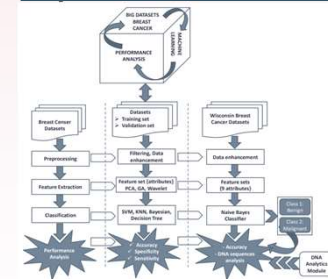 BIG DATASETS
BREAST
CANCER
MACHINE
LEARNING
PERFORMANCE
ANALYSIS
Breast Cancer
Datasets
Datasets
➢ Training set
➢ Validation set
Wisconsin Breast
Cancer Datasets
Preprocessing
Filtering, Data
enhancement
Data enhancement
Feature Extraction
Feature set (attributes)
PCA, GA, Wavelet
Feature sets
(9 attributes)
Classification
SVM, KNN, Bayesian,
Decision Tree
Naive Bayes
Classifier
Class 1:
Benign
Class 2:
Malignant
Performance
Analysis
✓ Accuracy
✓ Specificity
✓ Sensitivity
Accuracy
DNA sequences
analysis
DNA
Analytics
Module